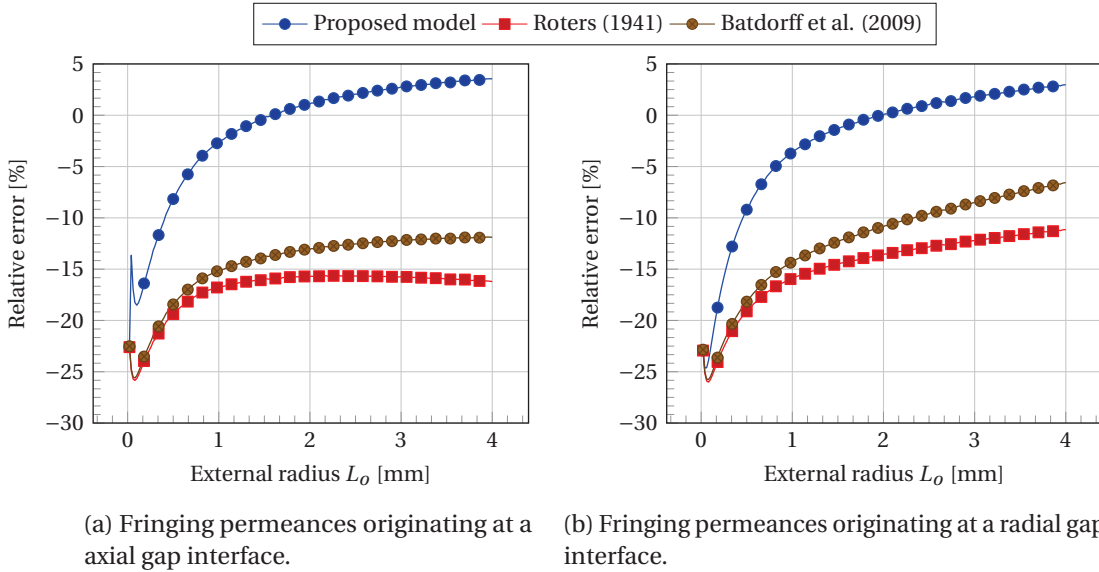 Proposed model Roters (1941) Batdorff et al. (2009)
5
0
−5
−10
−15
−20
−25
−30
Relative error [%]
0 1 2 3 4
External radius Lo [mm]
(a) Fringing permeances originating at a
axial gap interface.
5
0
−5
−10
−15
−20
−25
−30
Relative error [%]
0 1 2 3 4
External radius Lo [mm]
(b) Fringing permeances originating at a radial gap
interface.